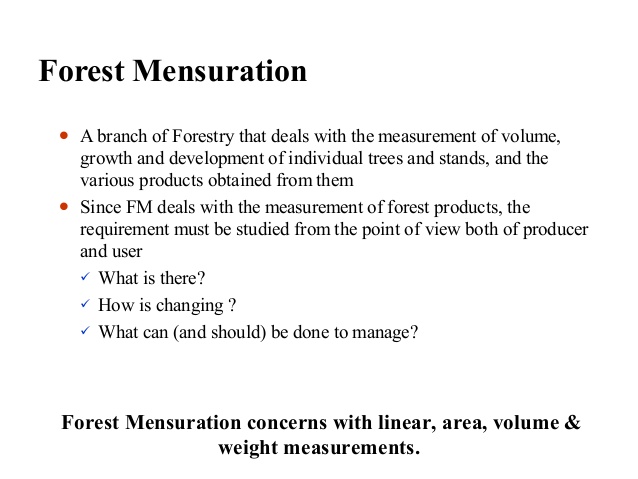 Forest Mensuration
A branch of Forestry that deals with the measurement of volume,
growth and development of individual trees and stands, and the
various products obtained from them
Since FM deals with the measurement of forest products, the
requirement must be studied from the point of view both of producer
and user
What is there?
How is changing ?
What can (and should) be done to manage?
Forest Mensuration concerns with linear, area, volume &
weight measurements.